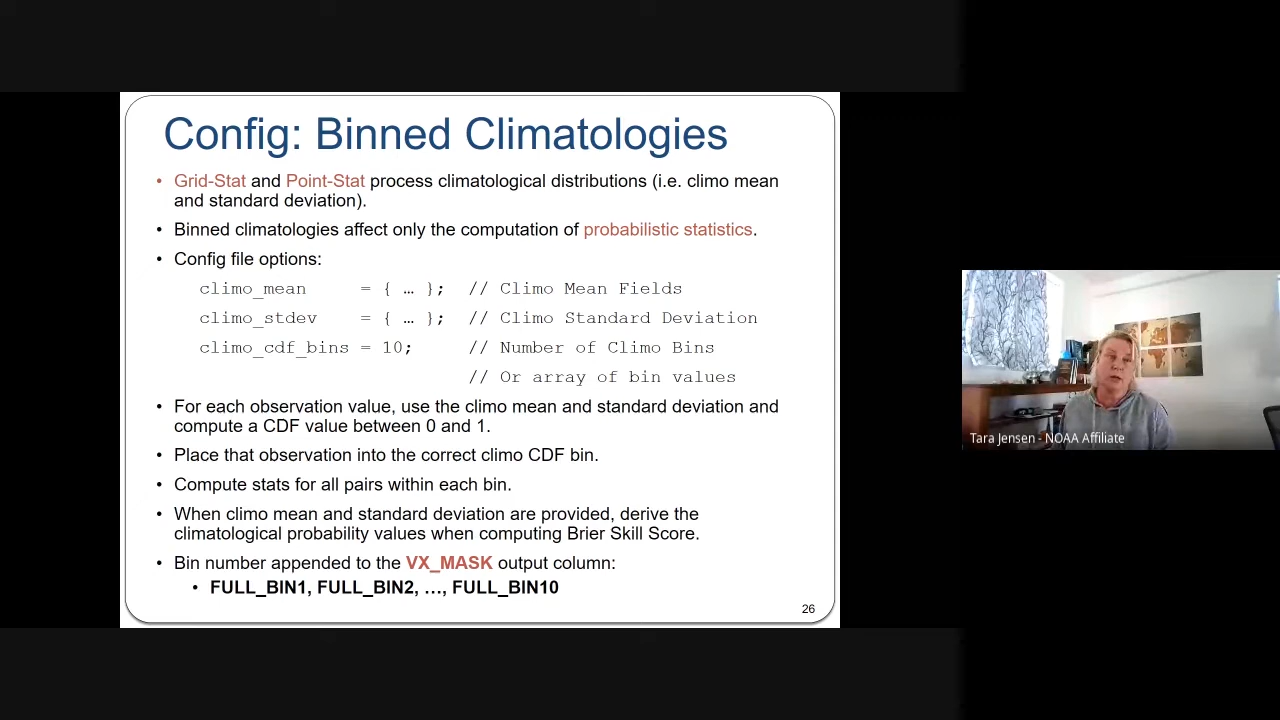 Config: Binned Climatologies
• Grid-Stat and Point-Stat process climatological distributions (i.e. climo mean
and standard deviation).
• Binned climatologies affect only the computation of probabilistic statistics.
• Config file options:
climo_mean = { … }; // Climo Mean Fields
climo_stdev = { … }; // Climo Standard Deviation
climo_cdf_bins = 10; // Number of Climo Bins
// Or array of bin values
• For each observation value, use the climo mean and standard deviation and
compute a CDF value between 0 and 1.
• Place that observation into the correct climo CDF bin.
• Compute stats for all pairs within each bin.
• When climo mean and standard deviation are provided, derive the
climatological probability values when computing Brier Skill Score.
• Bin number appended to the VX_MASK output column:
• FULL_BIN1, FULL_BIN2, …, FULL_BIN10
26
Tara Jensen - NOAA Affiliate